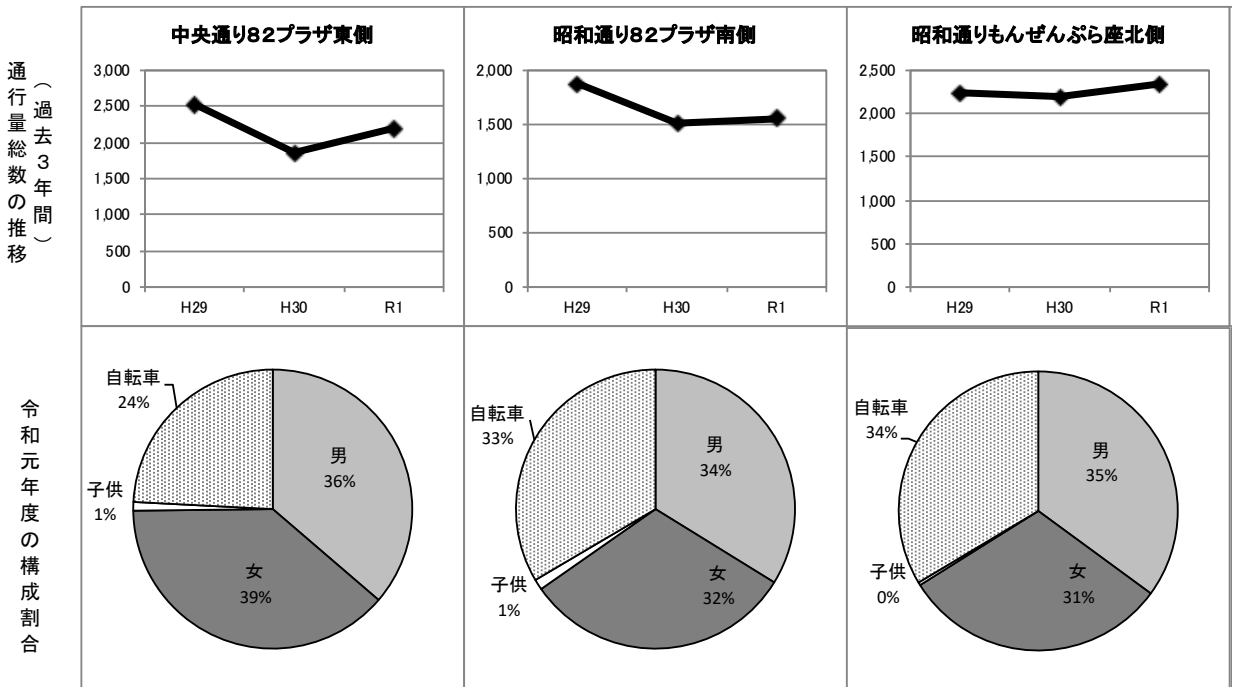 通行量総数の推移
（過去３年間）
中央通り８２プラザ東側
3,000
2,500
2,000
1,500
1,000
500
0
H29
H30
R1
昭和通り８２プラザ南側
2,000
1,500
1,000
500
0
H29
H30
R1
昭和通りもんぜんぷら座北側
2,500
2,000
1,500
1,000
500
0
H29
H30
R1
令和元年度の構成割合
自転車
24%
男
36%
子供
1%
女
39%
自転車
33%
男
34%
子供
1%
女
32%
自転車
34%
男
35%
子供
0%
女
31%